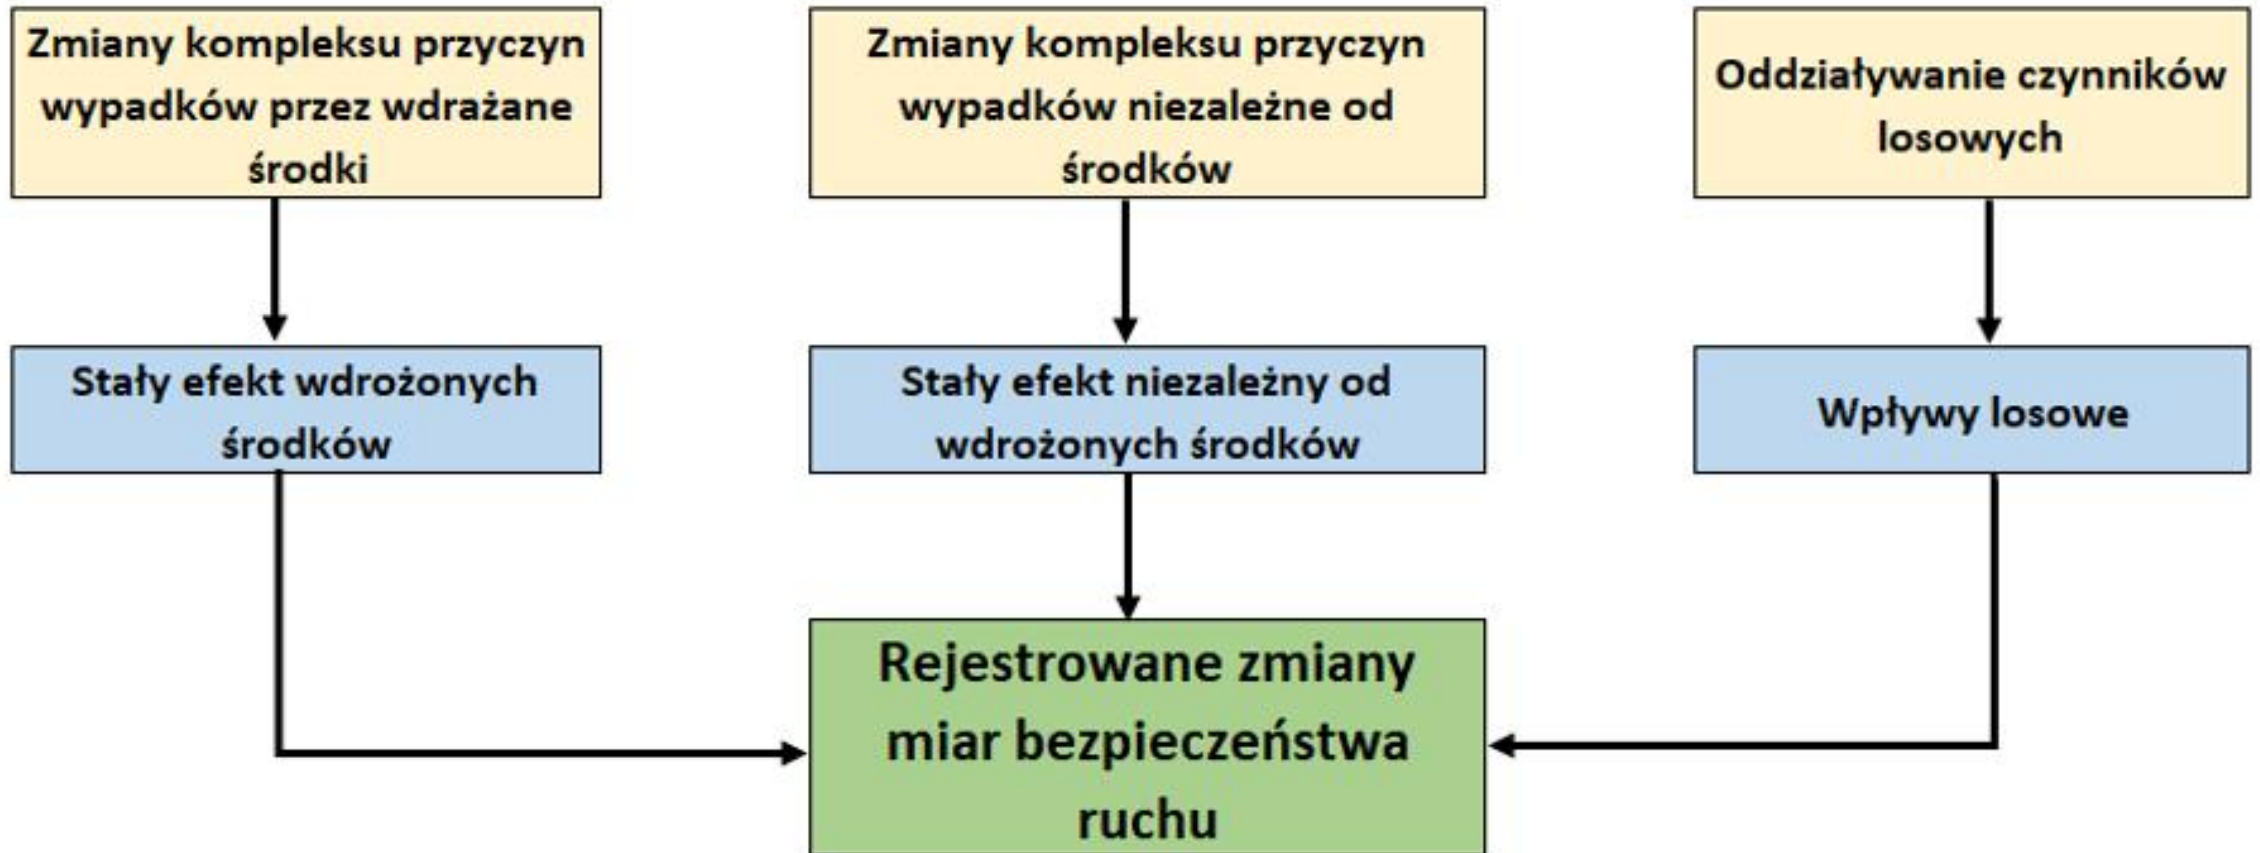 Zmiany kompleksu przyczyn
wypadków przez wdrażane
środki
Zmiany kompleksu przyczyn
wypadków niezależne od
środków
Oddziaływanie czynników
losowych
Stały efekt wdrożonych
środków
Stały efekt niezależny od
wdrożonych środków
Wpływy losowe
Rejestrowane zmiany
miar bezpieczeństwa
ruchu